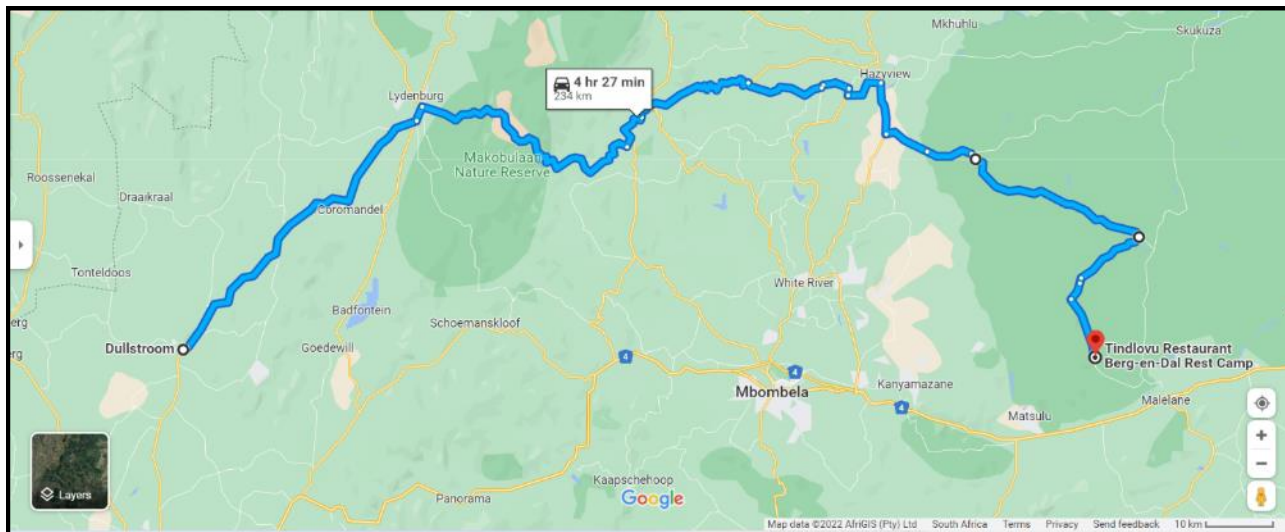 Mkhuhlu
Skukuza
4 hr 27 min
234 km
Hazyview
Lydenburg
Makobulaan
Nature Reserve
Roossenekal
Draaikraal
Coromandel
Tonteldoos
White River
Badfontein
erg
Schoemanskloof
Dullstroom
Goedewill
Tindlovu Restaurant
Berg-en-Dal Rest Camp
berg
4
4
Mbombela
Kanyamazane
4
Matsulu
Malelane
Layers
Kaapschehoop
Panorama
Google
Map data ©2022 AfriGIS (Pty) Ltd South Africa Terms Privacy Send feedback 10 km